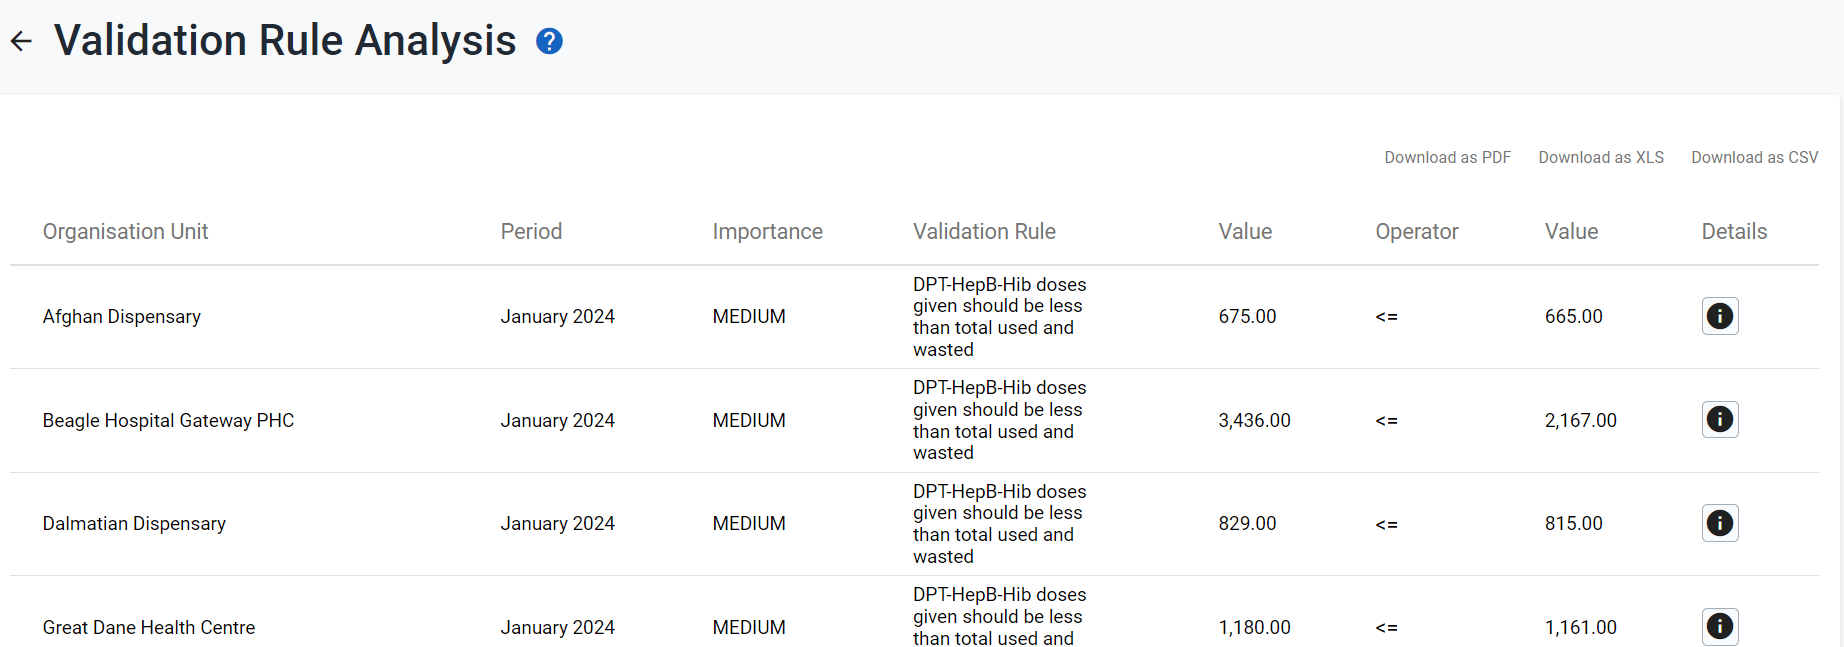 Validation Rule Analysis ?
Download as PDF Download as XLS Download as CSV
Organisation Unit Period Importance Validation Rule Value Operator Value Details
Afghan Dispensary January 2024 MEDIUM DPT-HepB-Hib doses
given should be less
than total used and
wasted 675.00 <= 665.00
Beagle Hospital Gateway PHC January 2024 MEDIUM DPT-HepB-Hib doses
given should be less
than total used and
wasted 3,436.00 <= 2,167.00
Dalmatian Dispensary January 2024 MEDIUM DPT-HepB-Hib doses
given should be less
than total used and
wasted 829.00 <= 815.00
Great Dane Health Centre January 2024 MEDIUM DPT-HepB-Hib doses
given should be less
than total used and 1,180.00 <= 1,161.00